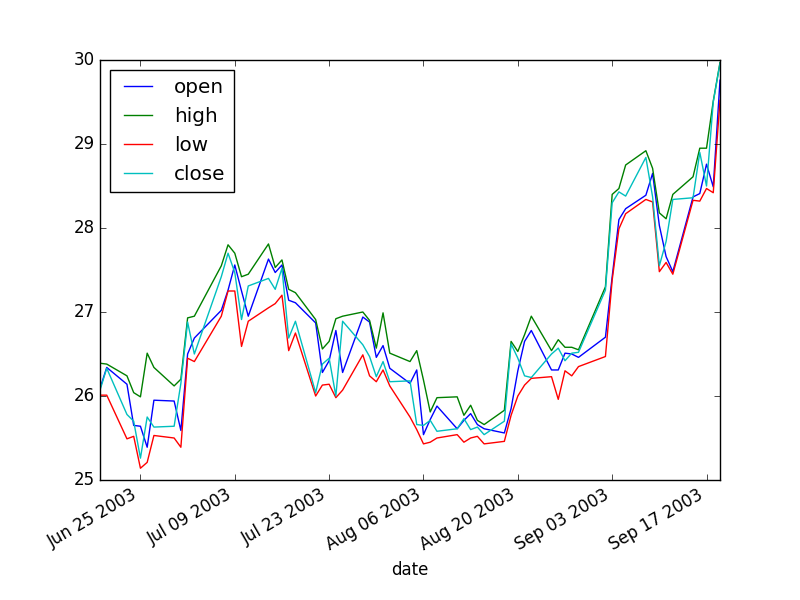 30
29
28
27
26
25
open
high
low
close
Jun 25 2003
Jul 09 2003
Jul 23 2003
Aug 06 2003
Aug 20 2003
Sep 03 2003
Sep 17 2003
date